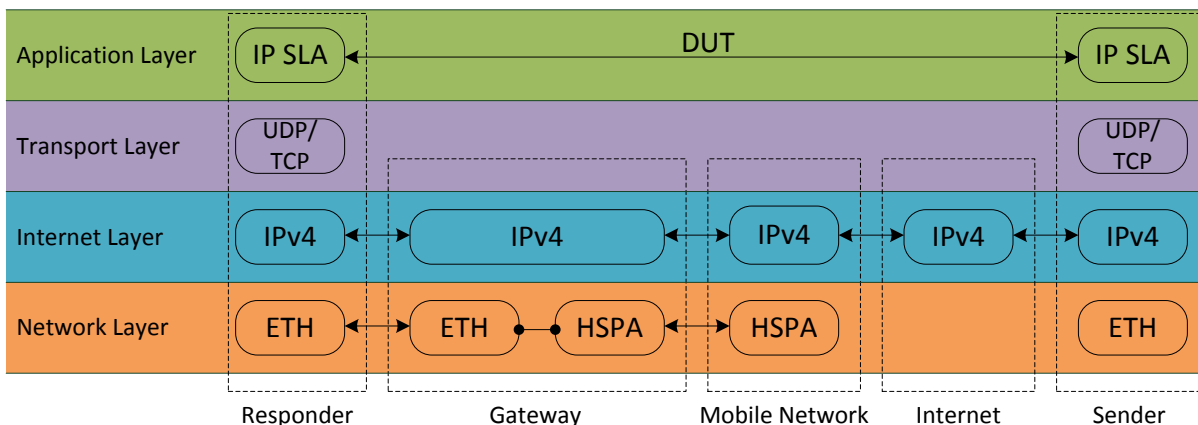 Application Layer
IP SLA
DUT
IP SLA
Transport Layer
UDP/
TCP
UDP/
TCP
Internet Layer
IPv4
IPv4
IPv4
IPv4
IPv4
Network Layer
ETH
ETH
HSPA
HSPA
ETH
Responder
Gateway
Mobile Network
Internet
Sender